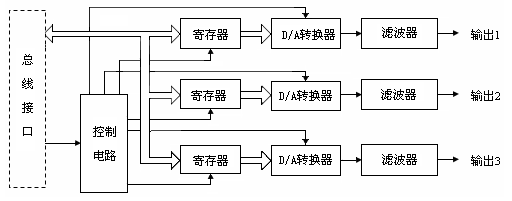 总线接口
控制电路
寄存器
D/A转换器
滤波器
输出1
寄存器
D/A转换器
滤波器
输出2
寄存器
D/A转换器
滤波器
输出3